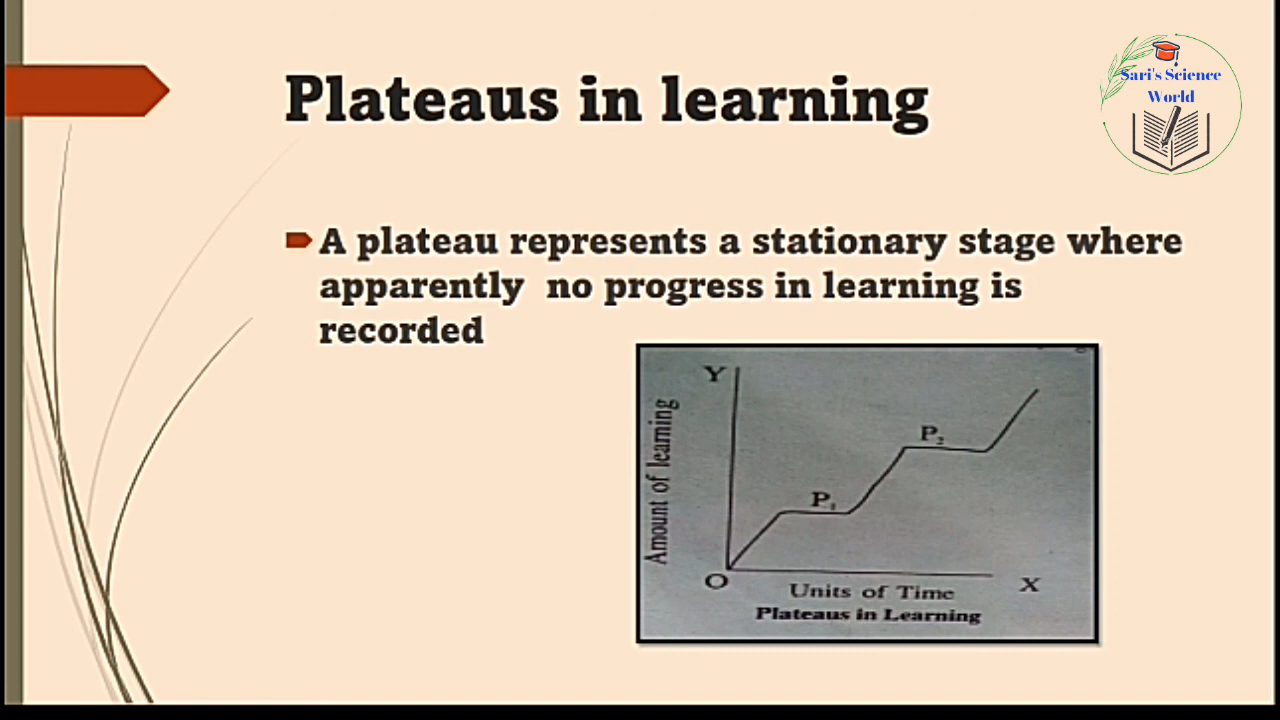 Plateaus in learning
Sari's Science
World
A plateau represents a stationary stage where
apparently no progress in learning is
recorded
Y
Amount of learning
P₂
P₁
O
X
Units of Time
Plateaus in Learning